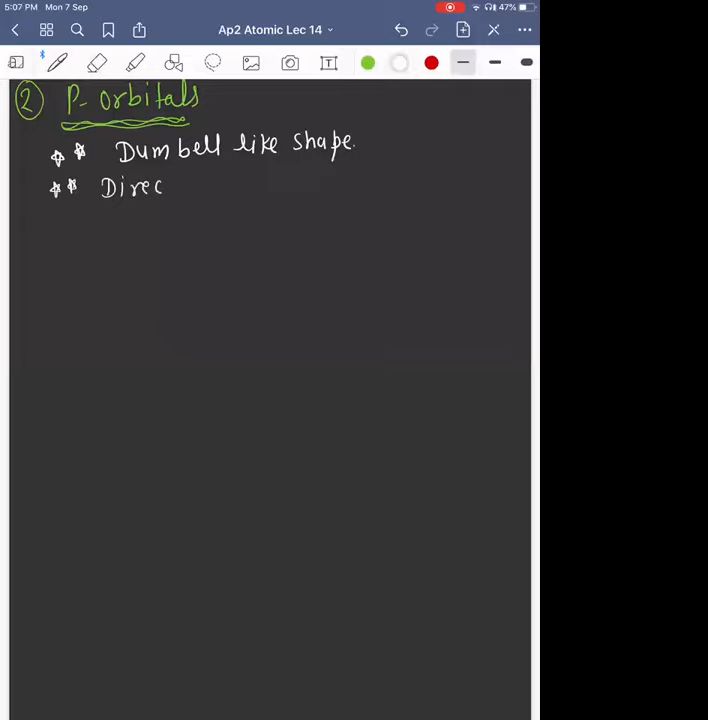 5:07 PM Mon 7 Sep 47%
Ap2 Atomic Lec 14
T
2 P-orbitals
** Dumbell like shape.
** Direc